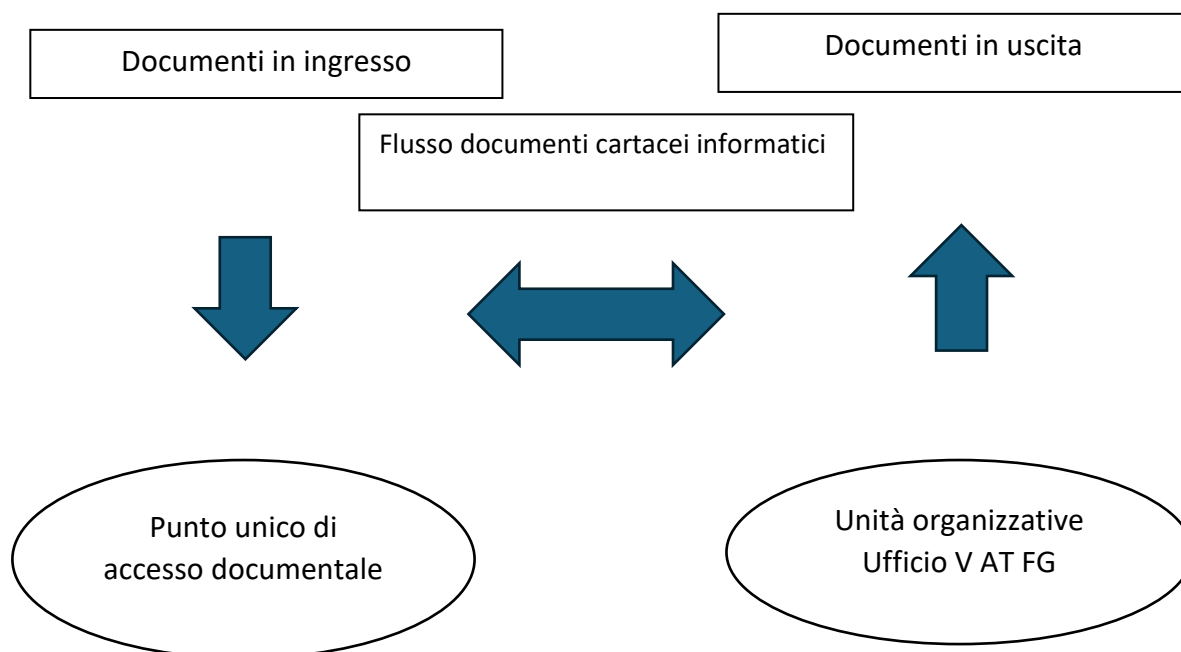 Documenti in ingresso
Documenti in uscita
Flusso documenti cartacei informatici
Punto unico di
accesso documentale
Unità organizzative
Ufficio V AT FG